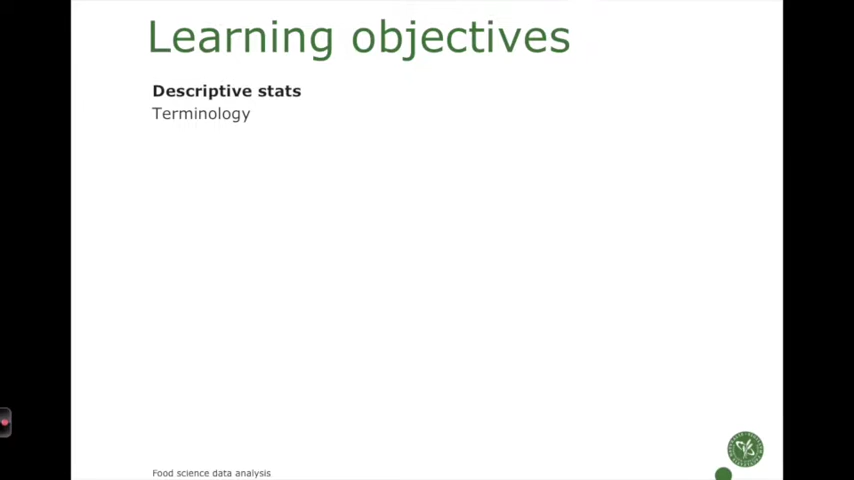 Learning objectives
Descriptive stats
Terminology
Food science data analysis